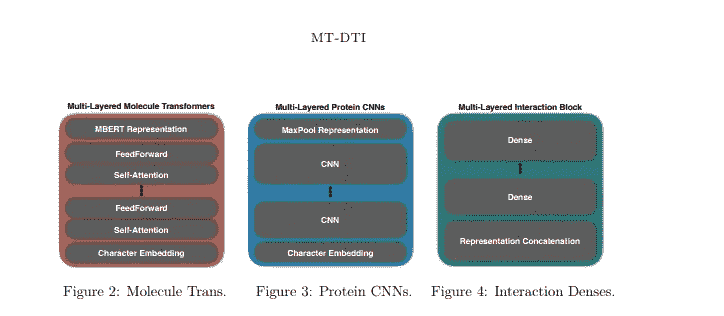 MT-DTI
Multi-Layered Molecule Transformers
MBERT Representation
FeedForward
Self-Attention
FeedForward
Self-Attention
Character Embedding
Figure 2: Molecule Trans.
Multi-Layered Protein CNNs
MaxPool Representation
CNN
CNN
Character Embedding
Figure 3: Protein CNNs.
Multi-Layered Interaction Block
Dense
Dense
Representation Concatenation
Figure 4: Interaction Denses.